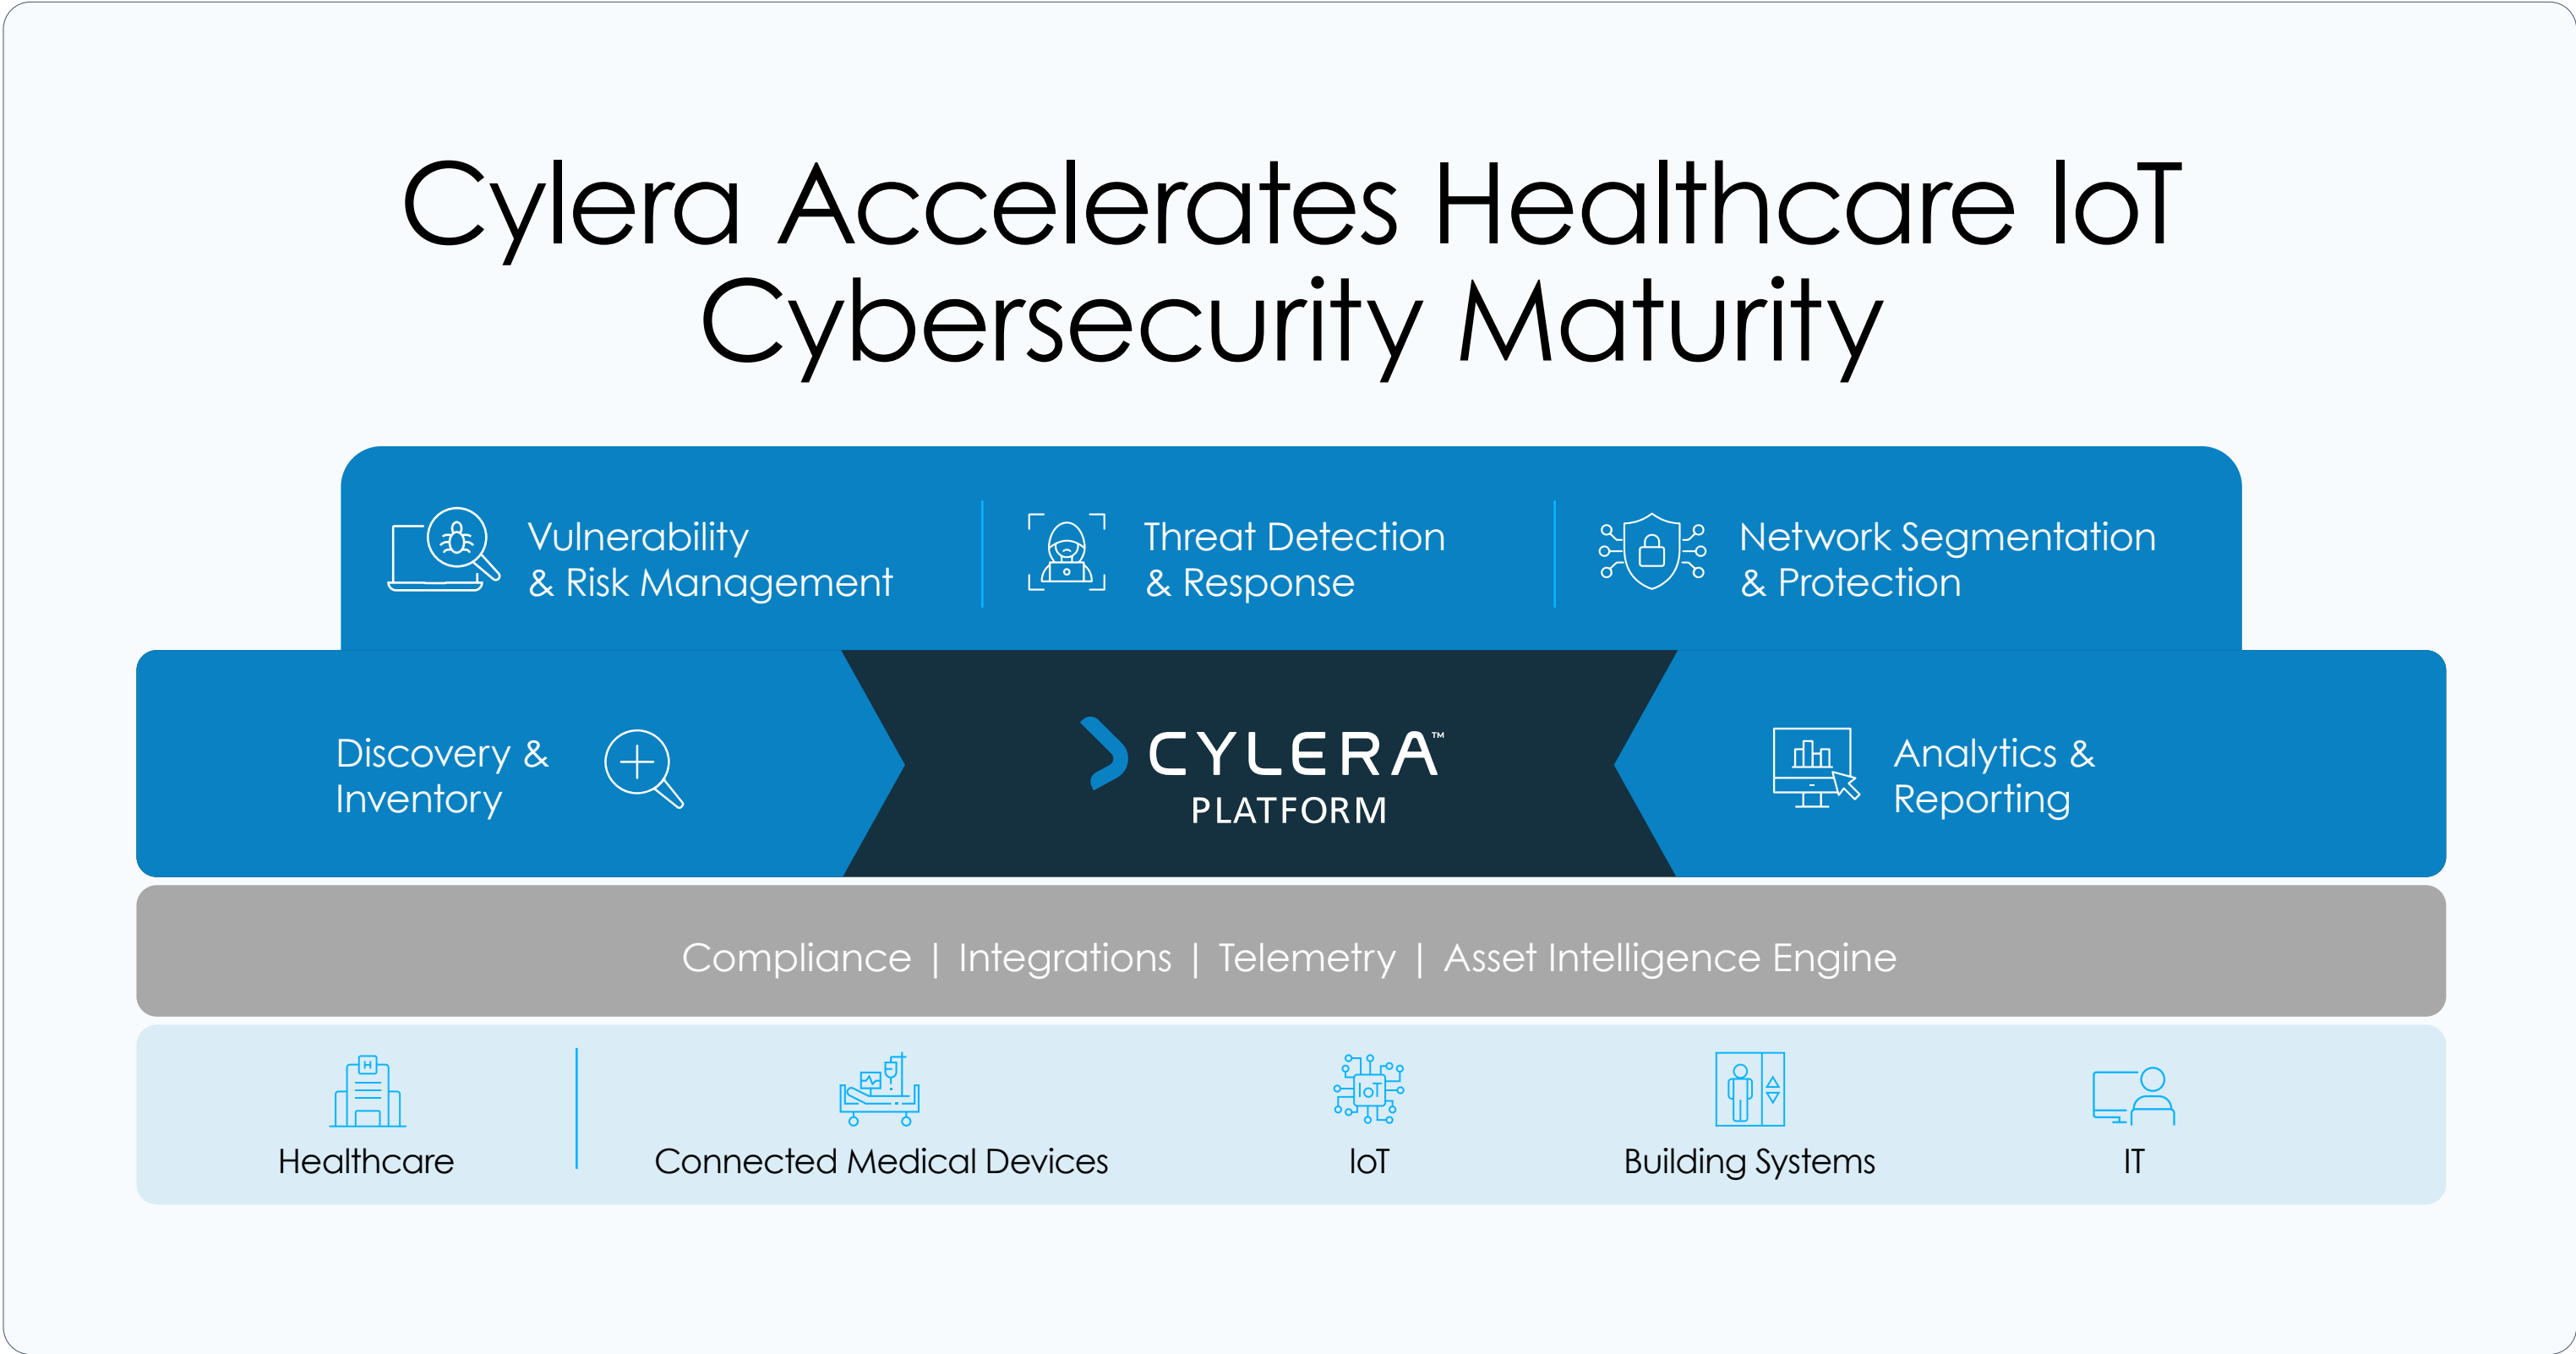 Cylera Accelerates Healthcare IoT
Cybersecurity Maturity
Vulnerability
& Risk Management
Threat Detection
& Response
Network Segmentation
& Protection
Discovery &
Inventory
CYLERA™
PLATFORM
Analytics &
Reporting
Compliance | Integrations | Telemetry | Asset Intelligence Engine
H
Healthcare
Connected Medical Devices
IoT
IoT
Building Systems
IT